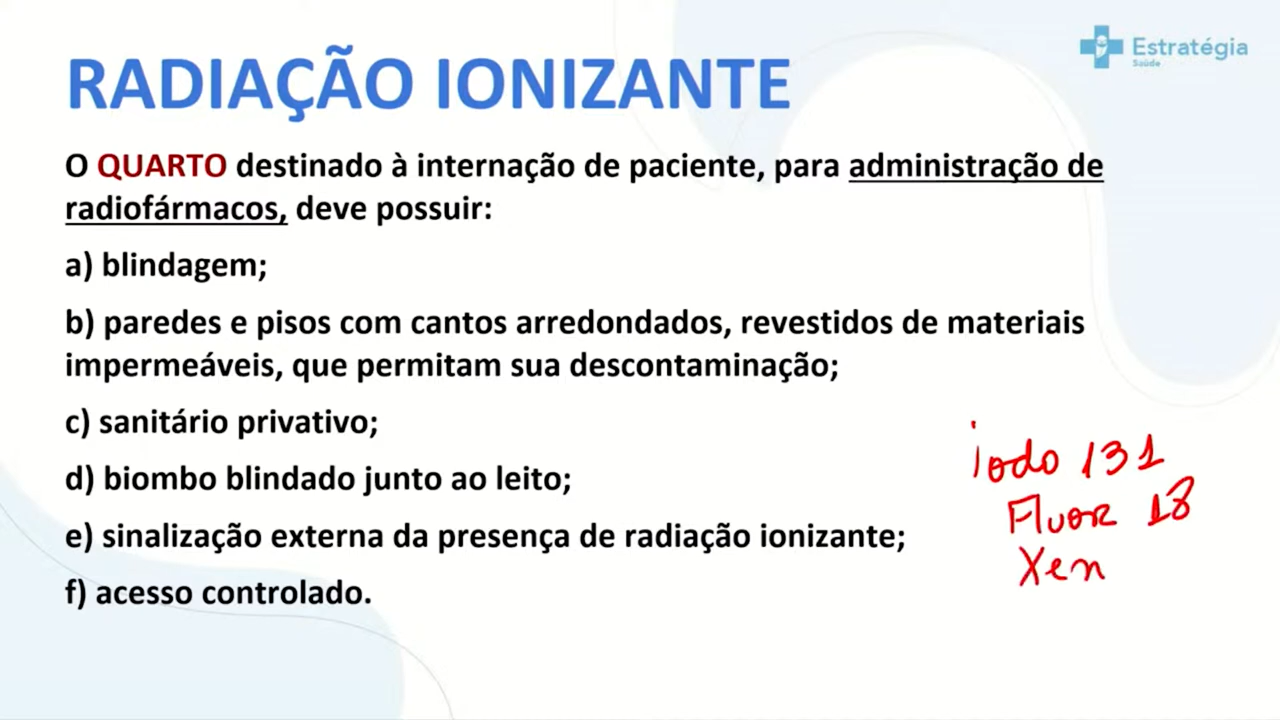 Estratégia
Saúde
RADIAÇÃO IONIZANTE
O QUARTO destinado à internação de paciente, para administração de
radiofármacos, deve possuir:
a) blindagem;
b) paredes e pisos com cantos arredondados, revestidos de materiais
impermeáveis, que permitam sua descontaminação;
c) sanitário privativo;
d) biombo blindado junto ao leito;
e) sinalização externa da presença de radiação ionizante;
f) acesso controlado.
iodo 131
Fluor 18
Xen